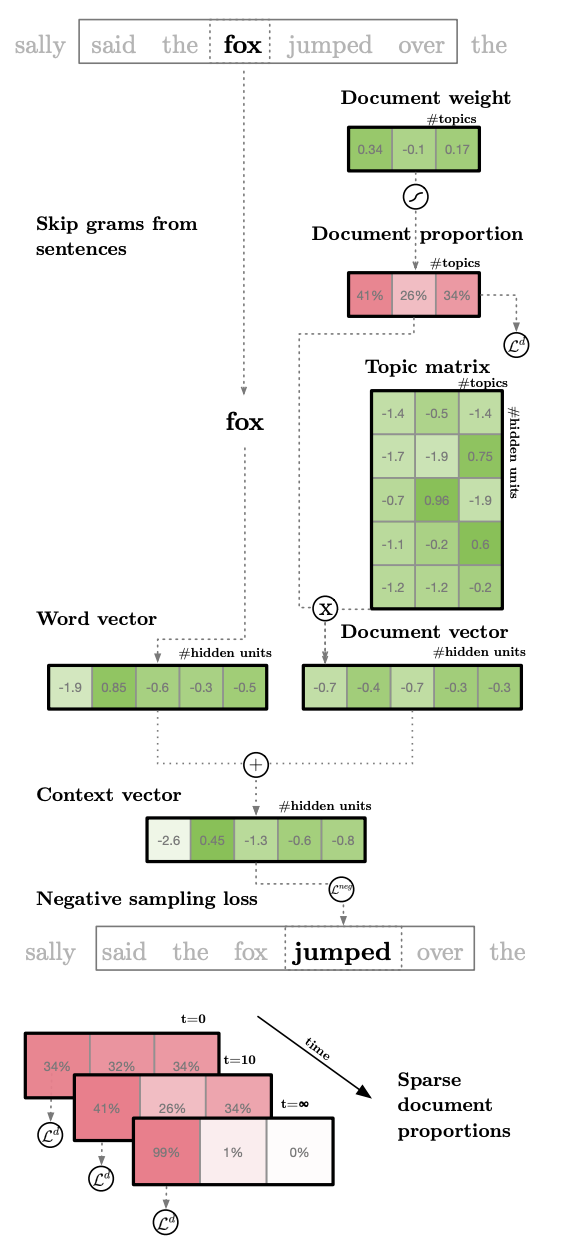 sally said the fox jumped over the
Document weight
#topics
0.34 -0.1 0.17
Skip grams from
sentences
Document proportion
#topics
41% 26% 34%
ℒᵈ
Topic matrix
#topics
#hidden units
-1.4 -0.5 -1.4
-1.7 -1.9 0.75
-0.7 0.96 -1.9
-1.1 -0.2 0.6
-1.2 -1.2 -0.2
fox
X
Word vector
#hidden units
-1.9 0.85 -0.6 -0.3 -0.5
Document vector
#hidden units
-0.7 -0.4 -0.7 -0.3 -0.3
+
Context vector
#hidden units
-2.6 0.45 -1.3 -0.6 -0.8
ℒⁿᵉᵍ
Negative sampling loss
sally said the fox jumped over the
t=0
34% 32% 34%
t=10
41% 26% 34%
t=∞
99% 1% 0%
time
Sparse
document
proportions
ℒᵈ
ℒᵈ
ℒᵈ